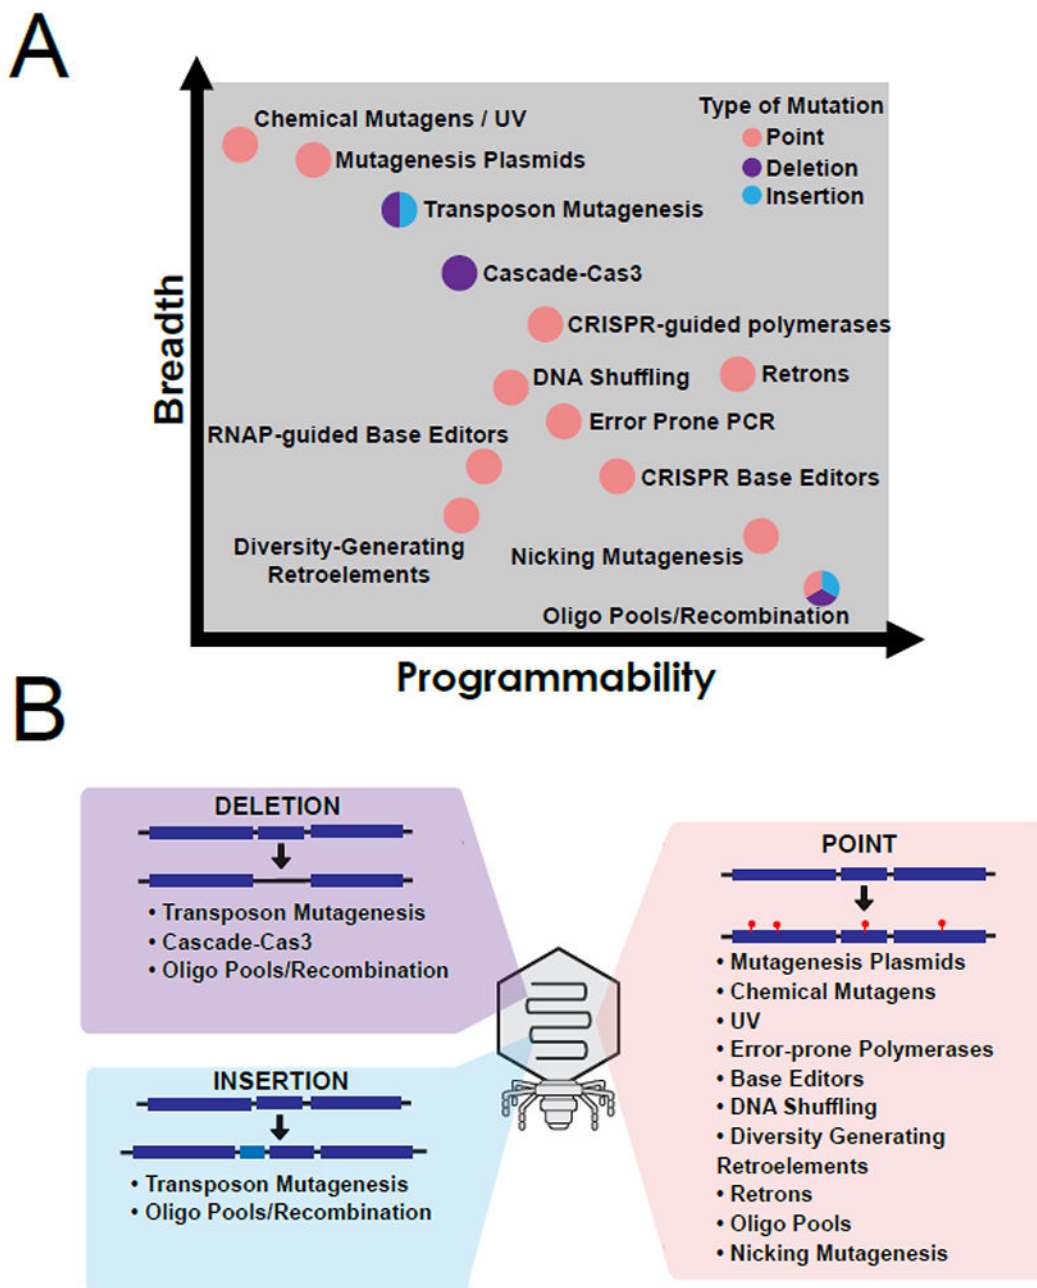 A
Chemical Mutagens / UV
Mutagenesis Plasmids
Transposon Mutagenesis
Cascade-Cas3
CRISPR-guided polymerases
DNA Shuffling
Retrons
Error Prone PCR
RNAP-guided Base Editors
CRISPR Base Editors
Diversity-Generating
Retroelements
Nicking Mutagenesis
Oligo Pools/Recombination
Type of Mutation
Point
Deletion
Insertion
Breadth
Programmability
B
DELETION
• Transposon Mutagenesis
• Cascade-Cas3
• Oligo Pools/Recombination
INSERTION
• Transposon Mutagenesis
• Oligo Pools/Recombination
POINT
• Mutagenesis Plasmids
• Chemical Mutagens
• UV
• Error-prone Polymerases
• Base Editors
• DNA Shuffling
• Diversity Generating
Retroelements
• Retrons
• Oligo Pools
• Nicking Mutagenesis